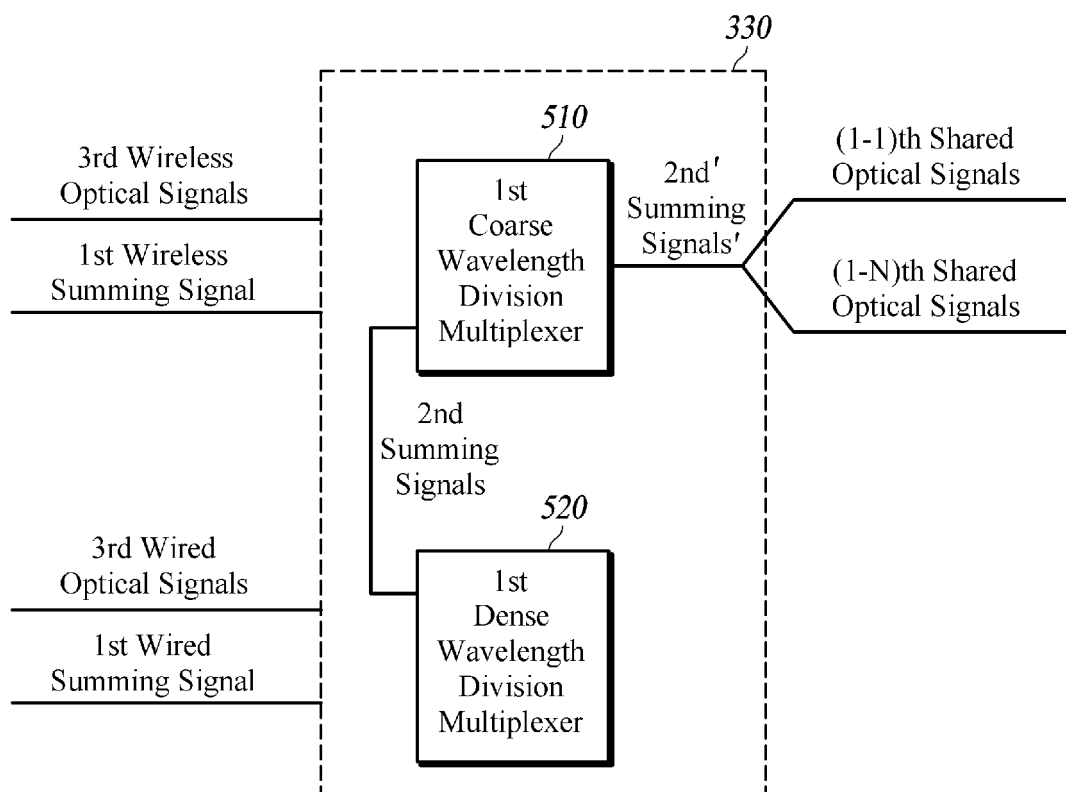 330
510
3rd Wireless
Optical Signals
1st Wireless
Summing Signal
1st
Coarse
Wavelength
Division
Multiplexer
2nd′
Summing
Signals′
(1-1)th Shared
Optical Signals
(1-N)th Shared
Optical Signals
2nd
Summing
Signals
520
3rd Wired
Optical Signals
1st Wired
Summing Signal
1st
Dense
Wavelength
Division
Multiplexer